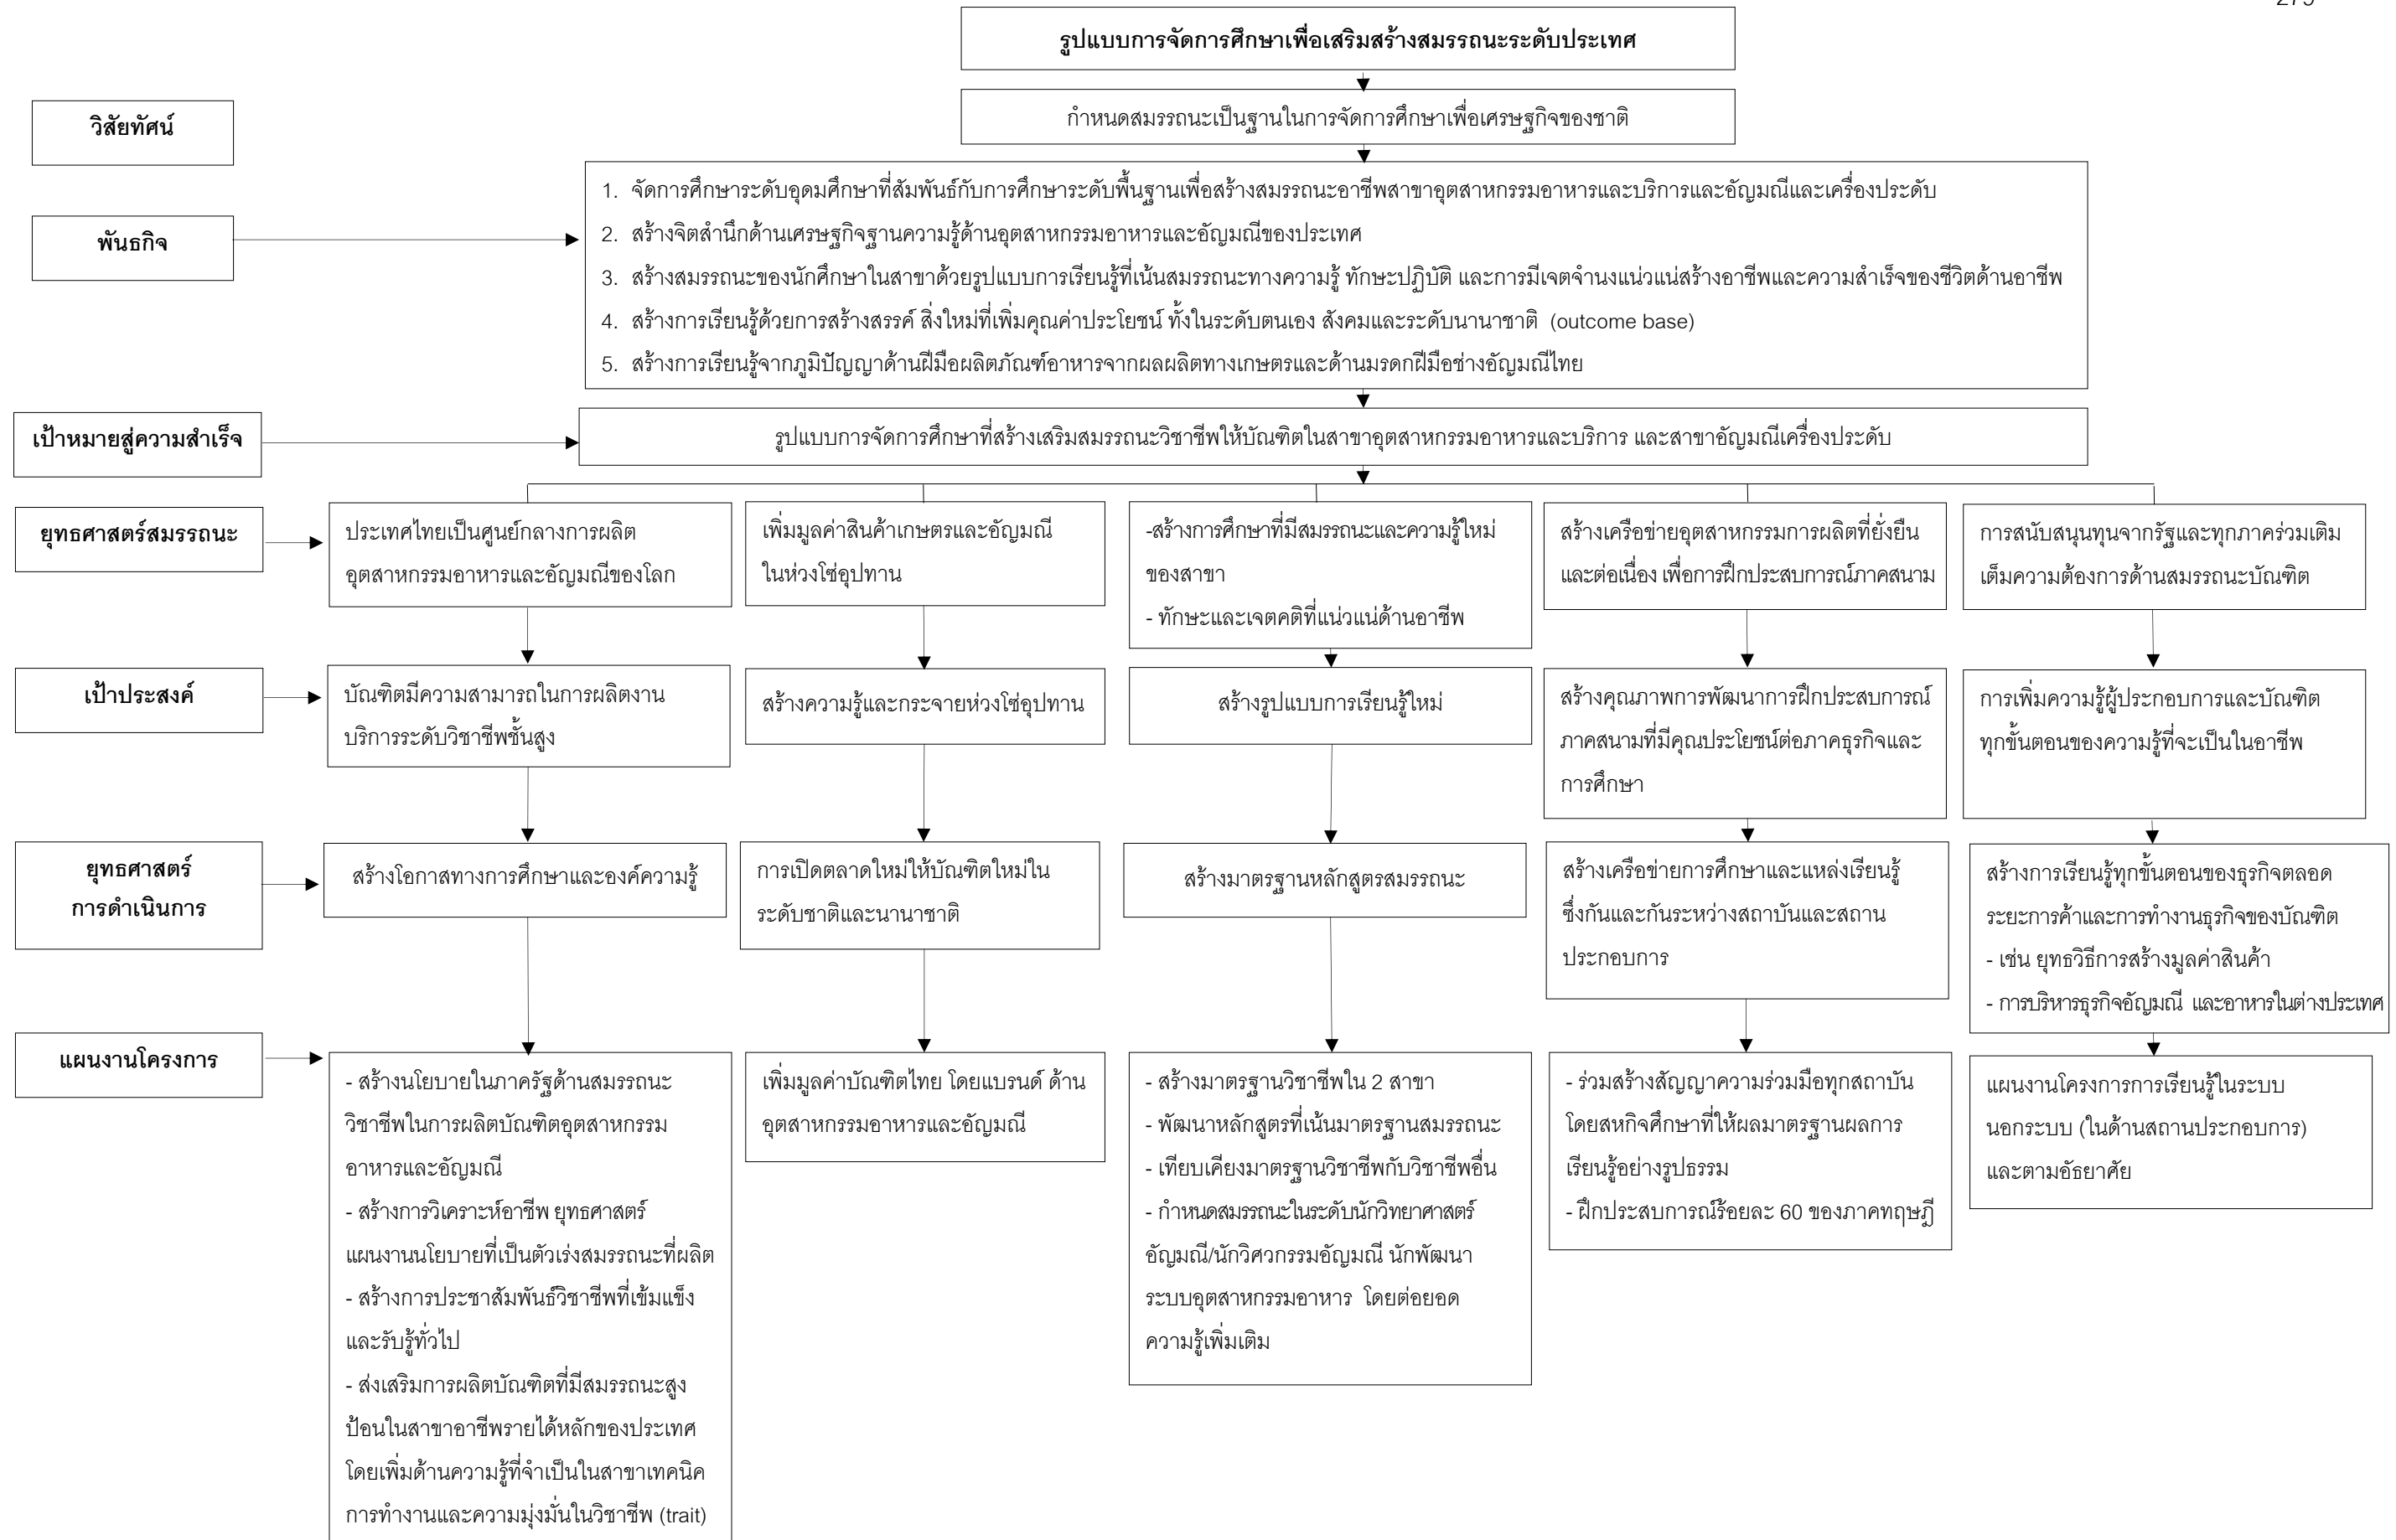 รูปแบบการจัดการศึกษาเพื่อเสริมสร้างสมรรถนะระดับประเทศ
วิสัยทัศน์
กำหนดสมรรถนะเป็นฐานในการจัดการศึกษาเพื่อเศรษฐกิจของชาติ
พันธกิจ
1. จัดการศึกษาระดับอุดมศึกษาที่สัมพันธ์กับการศึกษาระดับพื้นฐานเพื่อสร้างสมรรถนะอาชีพสาขาอุตสาหกรรมอาหารและบริการและอัญมณีและเครื่องประดับ
2. สร้างจิตสำนึกด้านเศรษฐกิจฐานความรู้ด้านอุตสาหกรรมอาหารและอัญมณีของประเทศ
3. สร้างสมรรถนะของนักศึกษาในสาขาด้วยรูปแบบการเรียนรู้ที่เน้นสมรรถนะทางความรู้ ทักษะปฏิบัติ และการมีเจตจำนงแน่วแน่สร้างอาชีพและความสำเร็จของชีวิตด้านอาชีพ
4. สร้างการเรียนรู้ด้วยการสร้างสรรค์ สิ่งใหม่ที่เพิ่มคุณค่าประโยชน์ ทั้งในระดับตนเอง สังคมและระดับนานาชาติ (outcome base)
5. สร้างการเรียนรู้จากภูมิปัญญาด้านฝีมือผลิตภัณฑ์อาหารจากผลผลิตทางเกษตรและด้านมรดกฝีมือช่างอัญมณีไทย
เป้าหมายสู่ความสำเร็จ
รูปแบบการจัดการศึกษาที่สร้างเสริมสมรรถนะวิชาชีพให้บัณฑิตในสาขาอุตสาหกรรมอาหารและบริการ และสาขาอัญมณีเครื่องประดับ
ยุทธศาสตร์สมรรถนะ
ประเทศไทยเป็นศูนย์กลางการผลิต
อุตสาหกรรมอาหารและอัญมณีของโลก
เพิ่มมูลค่าสินค้าเกษตรและอัญมณี
ในห่วงโซ่อุปทาน
-สร้างการศึกษาที่มีสมรรถนะและความรู้ใหม่
ของสาขา
- ทักษะและเจตคติที่แน่วแน่ด้านอาชีพ
สร้างเครือข่ายอุตสาหกรรมการผลิตที่ยั่งยืน
และต่อเนื่อง เพื่อการฝึกประสบการณ์ภาคสนาม
การสนับสนุนทุนจากรัฐและทุกภาคร่วมเติม
เต็มความต้องการด้านสมรรถนะบัณฑิต
เป้าประสงค์
บัณฑิตมีความสามารถในการผลิตงาน
บริการระดับวิชาชีพชั้นสูง
สร้างความรู้และกระจายห่วงโซ่อุปทาน
สร้างรูปแบบการเรียนรู้ใหม่
สร้างคุณภาพการพัฒนาการฝึกประสบการณ์
ภาคสนามที่มีคุณประโยชน์ต่อภาคธุรกิจและ
การศึกษา
การเพิ่มความรู้ผู้ประกอบการและบัณฑิต
ทุกขั้นตอนของความรู้ที่จะเป็นในอาชีพ
ยุทธศาสตร์
การดำเนินการ
สร้างโอกาสทางการศึกษาและองค์ความรู้
การเปิดตลาดใหม่ให้บัณฑิตใหม่ใน
ระดับชาติและนานาชาติ
สร้างมาตรฐานหลักสูตรสมรรถนะ
สร้างเครือข่ายการศึกษาและแหล่งเรียนรู้
ซึ่งกันและกันระหว่างสถาบันและสถาน
ประกอบการ
สร้างการเรียนรู้ทุกขั้นตอนของธุรกิจตลอด
ระยะการค้าและการทำงานธุรกิจของบัณฑิต
- เช่น ยุทธวิธีการสร้างมูลค่าสินค้า
- การบริหารธุรกิจอัญมณี และอาหารในต่างประเทศ
แผนงานโครงการ
- สร้างนโยบายในภาครัฐด้านสมรรถนะ
วิชาชีพในการผลิตบัณฑิตอุตสาหกรรม
อาหารและอัญมณี
- สร้างการวิเคราะห์อาชีพ ยุทธศาสตร์
แผนงานนโยบายที่เป็นตัวเร่งสมรรถนะที่ผลิต
- สร้างการประชาสัมพันธ์วิชาชีพที่เข้มแข็ง
และรับรู้ทั่วไป
- ส่งเสริมการผลิตบัณฑิตที่มีสมรรถนะสูง
ป้อนในสาขาอาชีพรายได้หลักของประเทศ
โดยเพิ่มด้านความรู้ที่จำเป็นในสาขาเทคนิค
การทำงานและความมุ่งมั่นในวิชาชีพ (trait)
เพิ่มมูลค่าบัณฑิตไทย โดยแบรนด์ ด้าน
อุตสาหกรรมอาหารและอัญมณี
- สร้างมาตรฐานวิชาชีพใน 2 สาขา
- พัฒนาหลักสูตรที่เน้นมาตรฐานสมรรถนะ
- เทียบเคียงมาตรฐานวิชาชีพกับวิชาชีพอื่น
- กำหนดสมรรถนะในระดับนักวิทยาศาสตร์
อัญมณี/นักวิศวกรรมอัญมณี นักพัฒนา
ระบบอุตสาหกรรมอาหาร โดยต่อยอด
ความรู้เพิ่มเติม
- ร่วมสร้างสัญญาความร่วมมือทุกสถาบัน
โดยสหกิจศึกษาที่ให้ผลมาตรฐานผลการ
เรียนรู้อย่างรูปธรรม
- ฝึกประสบการณ์ร้อยละ 60 ของภาคทฤษฎี
แผนงานโครงการการเรียนรู้ในระบบ
นอกระบบ (ในด้านสถานประกอบการ)
และตามอัธยาศัย